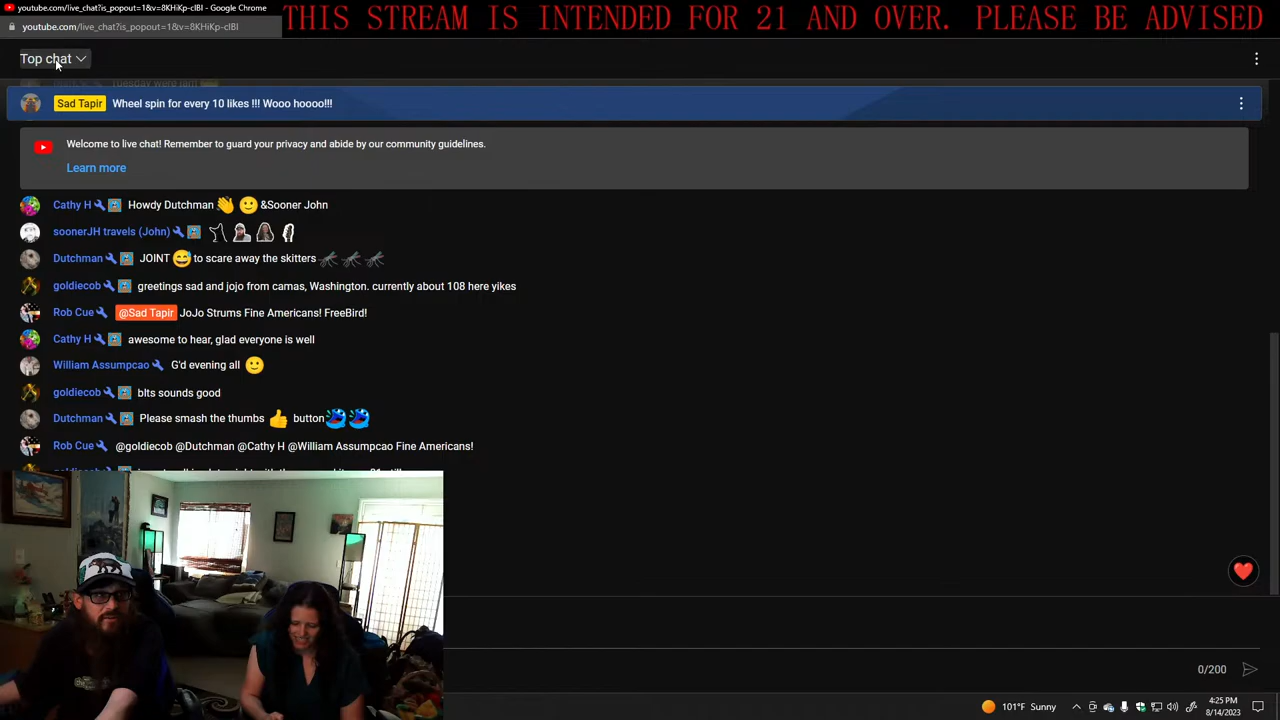 youtube.com/live_chat?is_popout=1&v=8KHiKp-clBI - Google Chrome
THIS STREAM IS INTENDED FOR 21 AND OVER. PLEASE BE ADVISED
youtube.com/live_chat?is_popout=1&v=8KHiKp-clBI
Top chat
Sad Tapir Wheel spin for every 10 likes !!! Wooo hoooo!!!
Welcome to live chat! Remember to guard your privacy and abide by our community guidelines.
Learn more
Cathy H Howdy Dutchman 👋 🙂 &Sooner John
soonerJH travels (John)
Dutchman JOINT 😅 to scare away the skitters 🦟 🦟 🦟
goldiecob greetings sad and jojo from camas, Washington. currently about 108 here yikes
Rob Cue @Sad Tapir JoJo Strums Fine Americans! FreeBird!
Cathy H awesome to hear, glad everyone is well
William Assumpcao G'd evening all 🙂
goldiecob blts sounds good
Dutchman Please smash the thumbs 👍 button
Rob Cue @goldiecob @Dutchman @Cathy H @William Assumpcao Fine Americans!
0/200
101°F Sunny
4:25 PM
8/14/2023